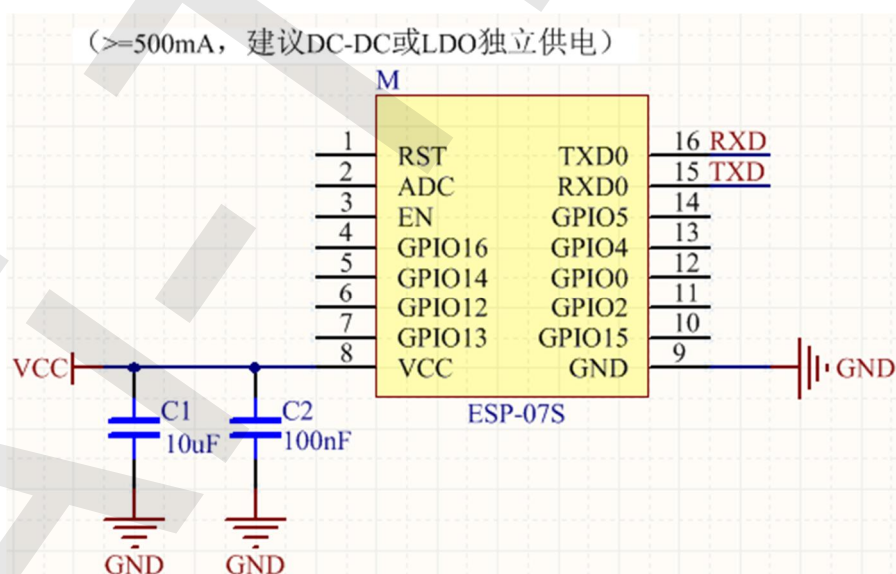 （>=500mA，建议DC-DC或LDO独立供电）
M
1 RST TXD0 16 RXD
2 ADC RXD0 15 TXD
3 EN GPIO5 14
4 GPIO16 GPIO4 13
5 GPIO14 GPIO0 12
6 GPIO12 GPIO2 11
7 GPIO13 GPIO15 10
VCC 8 VCC GND 9 GND
C1 C2
10uF 100nF
ESP-07S
GND GND